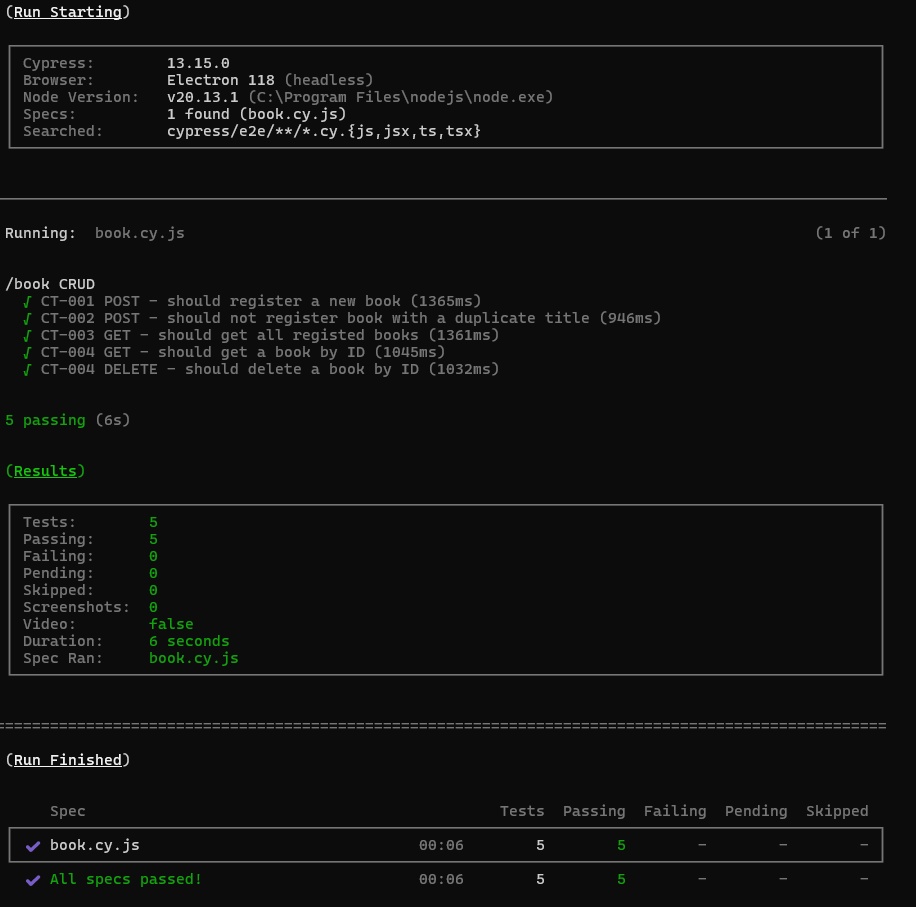 (Run Starting)
Cypress: 13.15.0
Browser: Electron 118 (headless)
Node Version: v20.13.1 (C:\Program Files\nodejs\node.exe)
Specs: 1 found (book.cy.js)
Searched: cypress/e2e/**/*.cy.{js,jsx,ts,tsx}
Running: book.cy.js (1 of 1)
/book CRUD
√ CT-001 POST - should register a new book (1365ms)
√ CT-002 POST - should not register book with a duplicate title (946ms)
√ CT-003 GET - should get all registed books (1361ms)
√ CT-004 GET - should get a book by ID (1045ms)
√ CT-004 DELETE - should delete a book by ID (1032ms)
5 passing (6s)
(Results)
Tests: 5
Passing: 5
Failing: 0
Pending: 0
Skipped: 0
Screenshots: 0
Video: false
Duration: 6 seconds
Spec Ran: book.cy.js
====================================================================================================
(Run Finished)
Spec Tests Passing Failing Pending Skipped
✔ book.cy.js 00:06 5 5 - - -
✔ All specs passed! 00:06 5 5 - - -